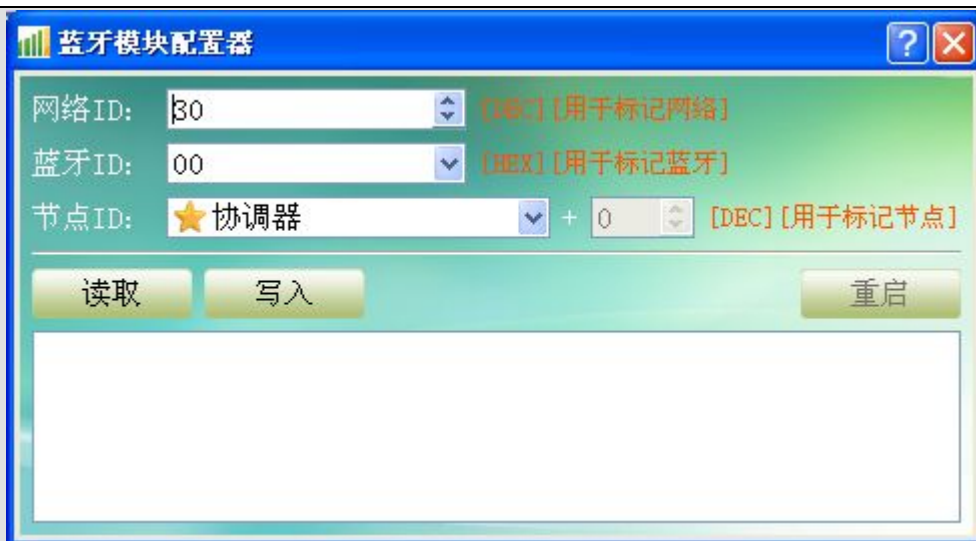 蓝牙模块配置器
网络ID: 30 [DEC][用于标记网络]
蓝牙ID: 00 [HEX][用于标记蓝牙]
节点ID: 协调器 + 0 [DEC][用于标记节点]
读取 写入 重启